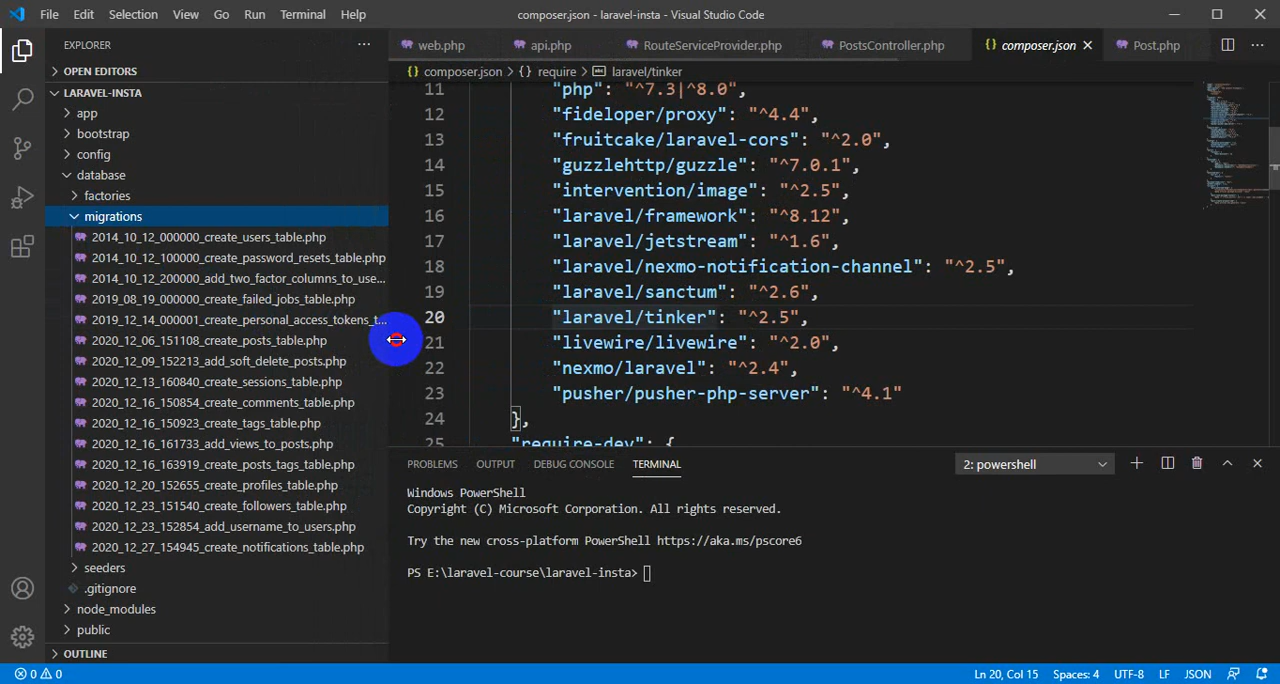 File Edit Selection View Go Run Terminal Help
composer.json - laravel-insta - Visual Studio Code
EXPLORER
OPEN EDITORS
LARAVEL-INSTA
app
bootstrap
config
database
factories
migrations
2014_10_12_000000_create_users_table.php
2014_10_12_100000_create_password_resets_table.php
2014_10_12_200000_add_two_factor_columns_to_use...
2019_08_19_000000_create_failed_jobs_table.php
2019_12_14_000001_create_personal_access_tokens_t...
2020_12_06_151108_create_posts_table.php
2020_12_09_152213_add_soft_delete_posts.php
2020_12_13_160840_create_sessions_table.php
2020_12_16_150854_create_comments_table.php
2020_12_16_150923_create_tags_table.php
2020_12_16_161733_add_views_to_posts.php
2020_12_16_163919_create_posts_tags_table.php
2020_12_20_152655_create_profiles_table.php
2020_12_23_151540_create_followers_table.php
2020_12_23_152854_add_username_to_users.php
2020_12_27_154945_create_notifications_table.php
seeders
.gitignore
node_modules
public
OUTLINE
web.php api.php RouteServiceProvider.php PostsController.php {} composer.json Post.php
{} composer.json > {} require > laravel/tinker
11 "php": "^7.3|^8.0",
12 "fideloper/proxy": "^4.4",
13 "fruitcake/laravel-cors": "^2.0",
14 "guzzlehttp/guzzle": "^7.0.1",
15 "intervention/image": "^2.5",
16 "laravel/framework": "^8.12",
17 "laravel/jetstream": "^1.6",
18 "laravel/nexmo-notification-channel": "^2.5",
19 "laravel/sanctum": "^2.6",
20 "laravel/tinker": "^2.5",
21 "livewire/livewire": "^2.0",
22 "nexmo/laravel": "^2.4",
23 "pusher/pusher-php-server": "^4.1"
24 },
25 "require-dev": {
PROBLEMS OUTPUT DEBUG CONSOLE TERMINAL 2: powershell
Windows PowerShell
Copyright (C) Microsoft Corporation. All rights reserved.
Try the new cross-platform PowerShell https://aka.ms/pscore6
PS E:\laravel-course\laravel-insta>
0 0 Ln 20, Col 15 Spaces: 4 UTF-8 LF JSON